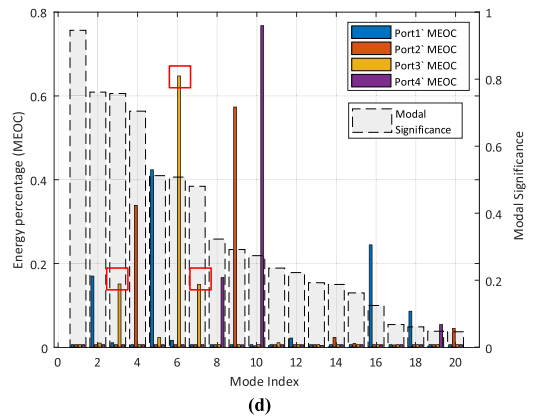 0.8
0.6
0.4
0.2
0
Energy percentage (MEOC)
1
0.8
0.6
0.4
0.2
0
Modal Significance
Port1` MEOC
Port2` MEOC
Port3` MEOC
Port4` MEOC
Modal
Significance
0 2 4 6 8 10 12 14 16 18 20
Mode Index
(d)